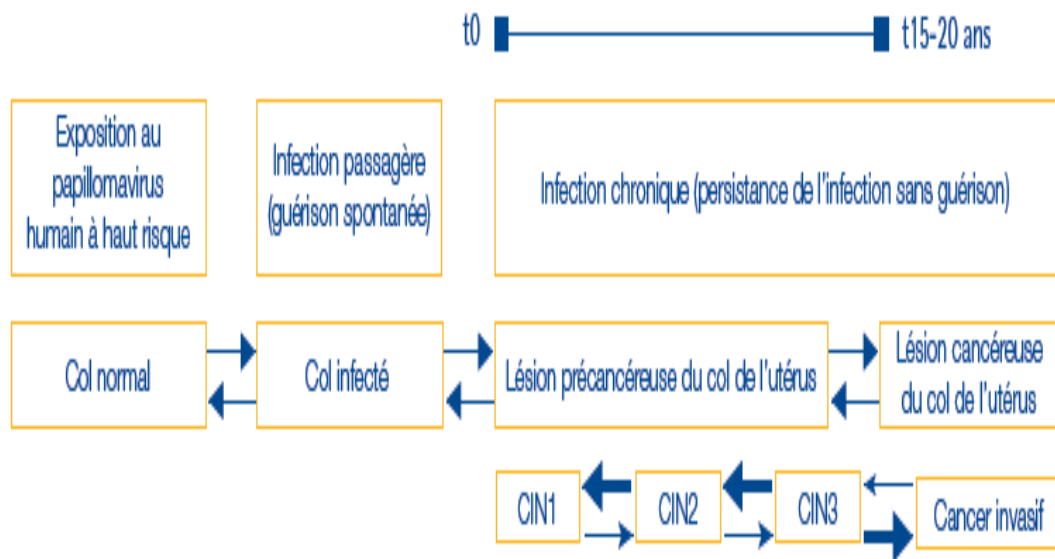 t0
t15-20 ans
Exposition au
papillomavirus
humain à haut risque
Infection passagère
(guérison spontanée)
Infection chronique (persistance de l'infection sans guérison)
Col normal
Col infecté
Lésion précancéreuse du col de l'utérus
Lésion cancéreuse
du col de l'utérus
CIN1
CIN2
CIN3
Cancer invasif